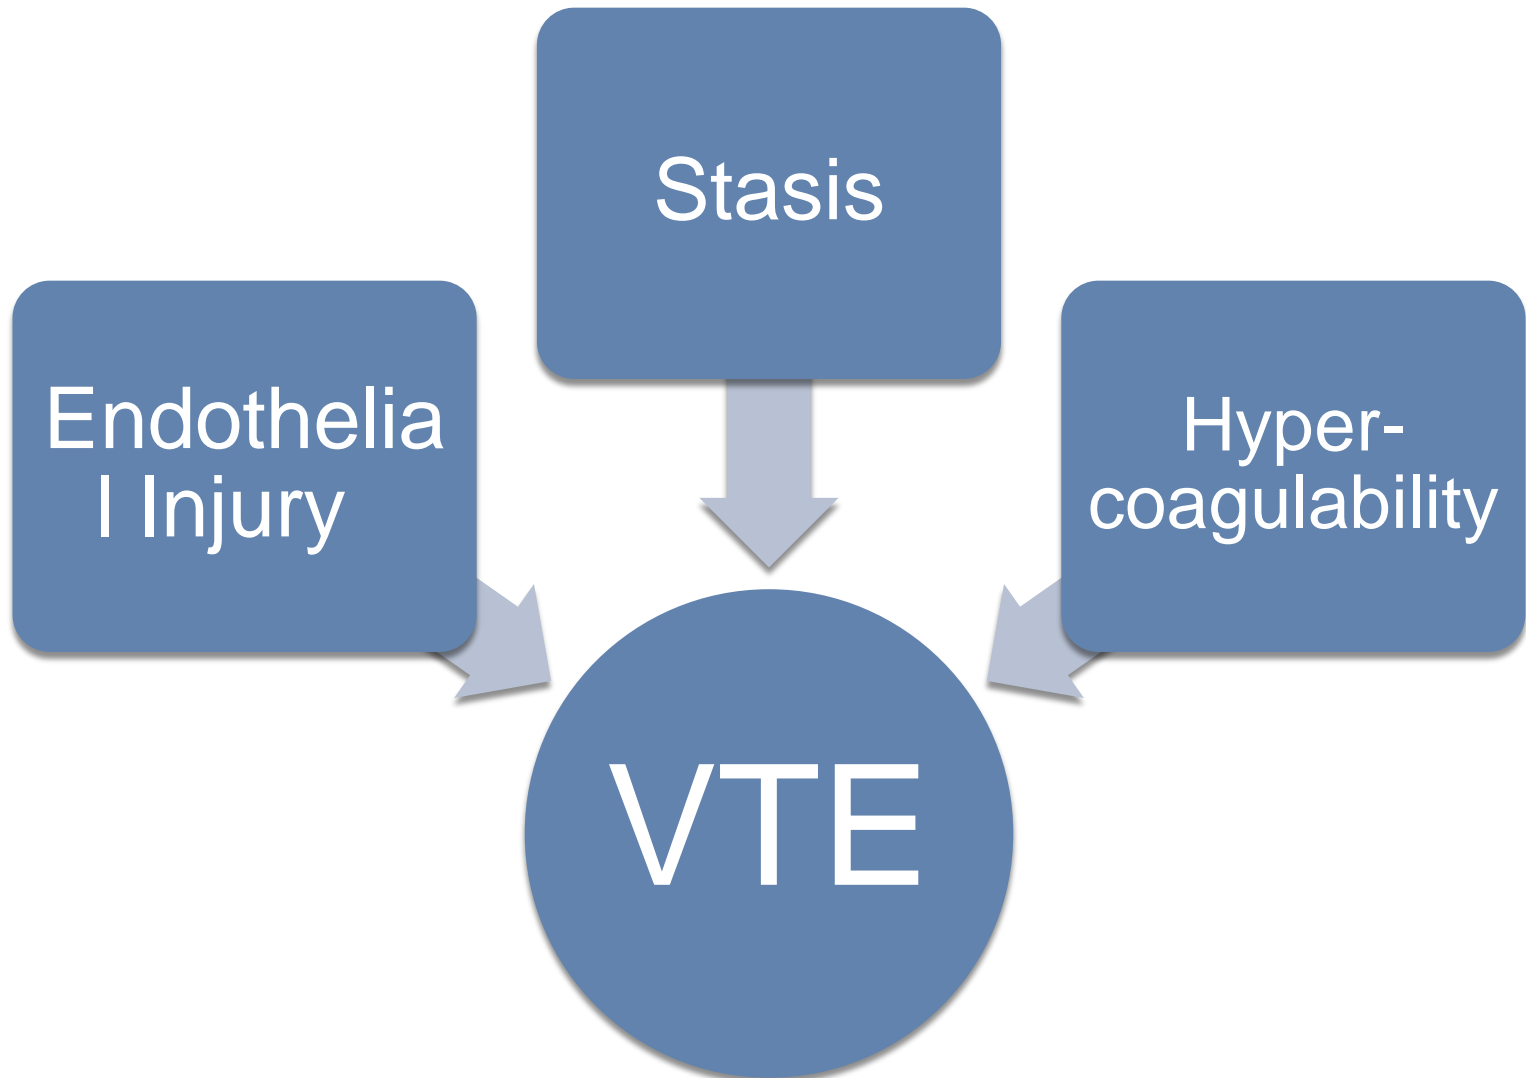 Stasis
Endothelia
l Injury
Hyper-
coagulability
VTE